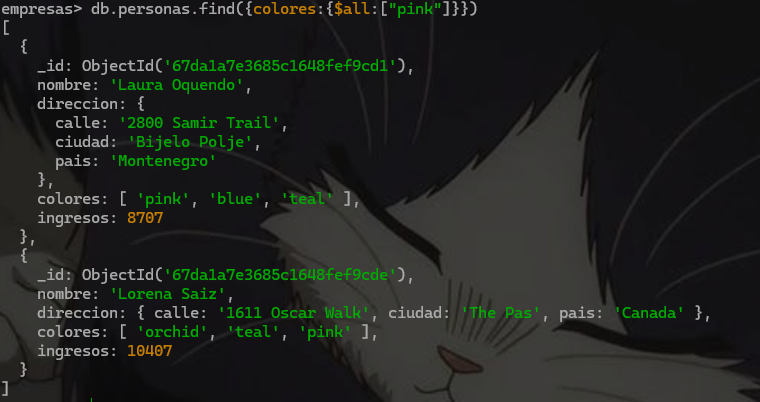 empresas> db.personas.find({colores:{$all:["pink"]}})
[
  {
    _id: ObjectId('67da1a7e3685c1648fef9cd1'),
    nombre: 'Laura Oquendo',
    direccion: {
      calle: '2800 Samir Trail',
      ciudad: 'Bijelo Polje',
      pais: 'Montenegro'
    },
    colores: [ 'pink', 'blue', 'teal' ],
    ingresos: 8707
  },
  {
    _id: ObjectId('67da1a7e3685c1648fef9cde'),
    nombre: 'Lorena Saiz',
    direccion: { calle: '1611 Oscar Walk', ciudad: 'The Pas', pais: 'Canada' },
    colores: [ 'orchid', 'teal', 'pink' ],
    ingresos: 10407
  }
]